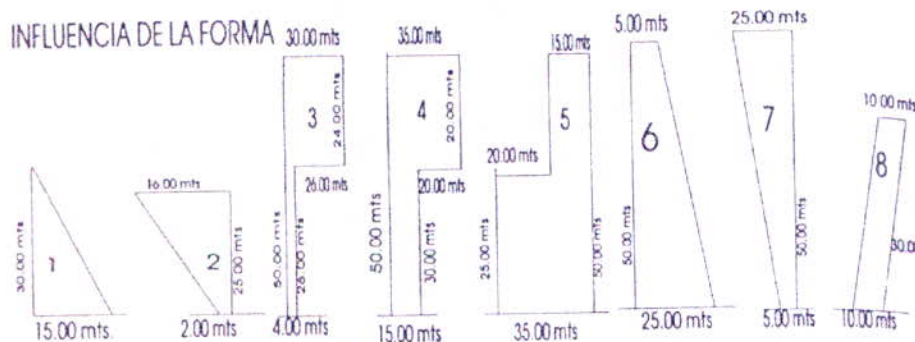 INFLUENCIA DE LA FORMA
30.00 mts
35.00 mts
15.00 mts
5.00 mts
25.00 mts
3
24.00 mts
26.00 mts
50.00 mts
26.00 mts
4.00 mts
4
20.00 mts
20.00 mts
50.00 mts
30.00 mts
15.00 mts
5
20.00 mts
25.00 mts
50.00 mts
35.00 mts
6
50.00 mts
25.00 mts
7
50.00 mts
5.00 mts
10.00 mts
8
30.00
10.00 mts
30.00 mts
1
15.00 mts.
16.00 mts
2
25.00 mts
2.00 mts